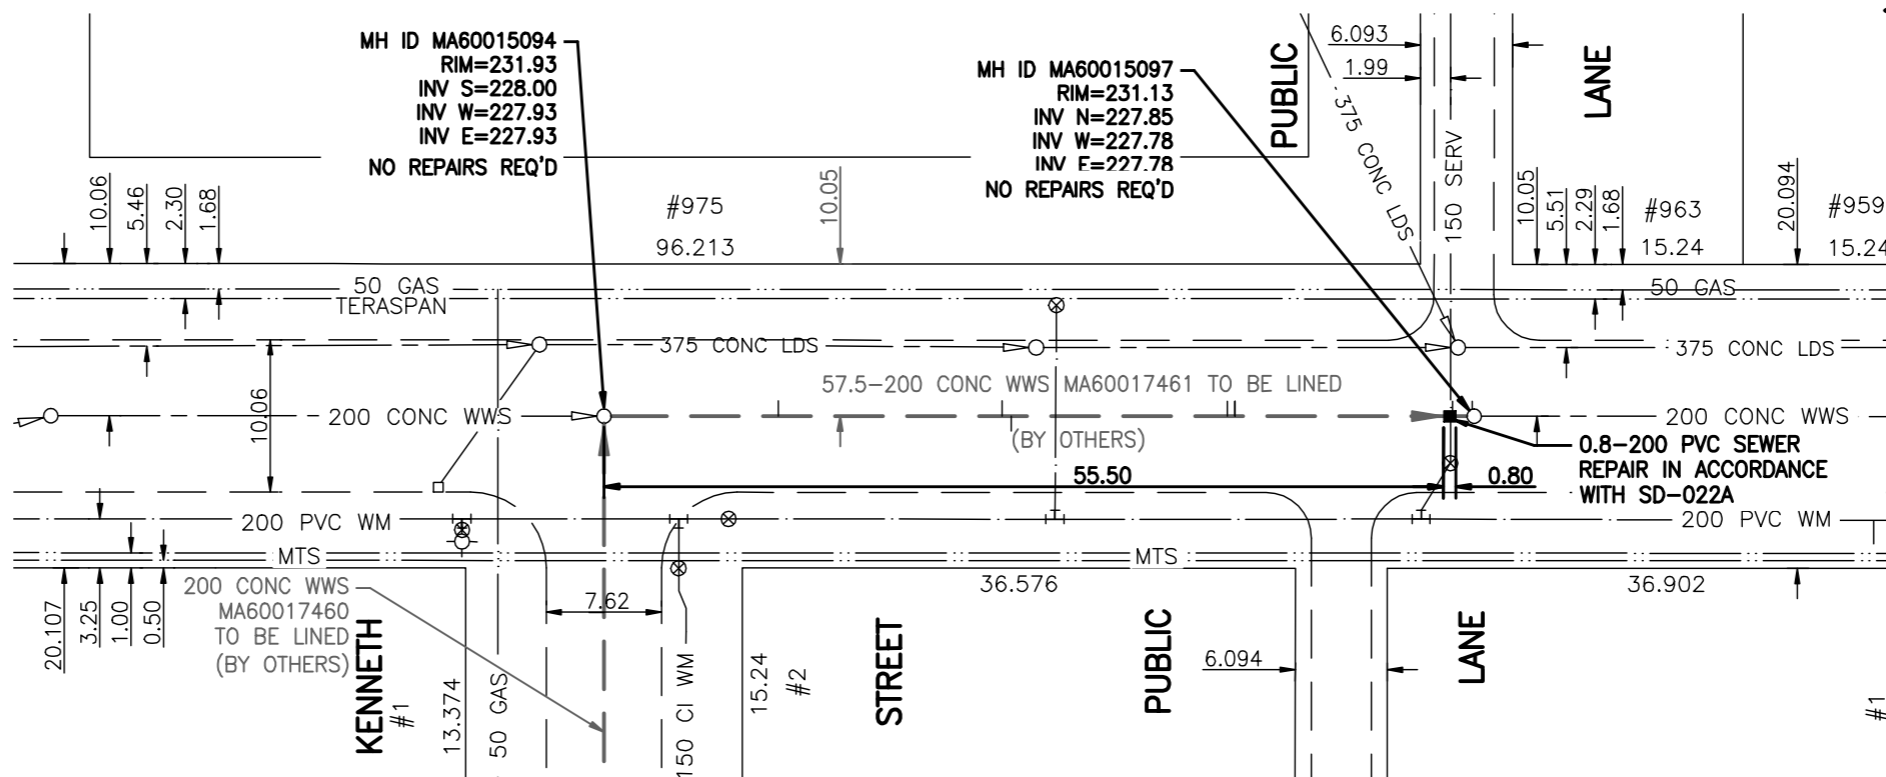 MH ID MA60015094
RIM=231.93
INV S=228.00
INV W=227.93
INV E=227.93
NO REPAIRS REQ'D
MH ID MA60015097
RIM=231.13
INV N=227.85
INV W=227.78
INV E=227.78
NO REPAIRS REQ'D
PUBLIC
LANE
6.093
1.99
375 CONC LDS
150 SERV
10.06
5.46
2.30
1.68
#975
96.213
10.05
10.05
5.51
2.29
1.68
#963
15.24
20.094
#959
15.24
50 GAS
TERASPAN
50 GAS
375 CONC LDS
375 CONC LDS
57.5-200 CONC WWS MA60017461 TO BE LINED
(BY OTHERS)
200 CONC WWS
200 CONC WWS
10.06
0.8-200 PVC SEWER
REPAIR IN ACCORDANCE
WITH SD-022A
55.50
0.80
200 PVC WM
200 PVC WM
MTS
MTS
20.107
3.25
1.00
0.50
200 CONC WWS
MA60017460
TO BE LINED
(BY OTHERS)
7.62
36.576
36.902
KENNETH
#1
13.374
50 GAS
150 CI WM
15.24
#2
STREET
PUBLIC
6.094
LANE
#1